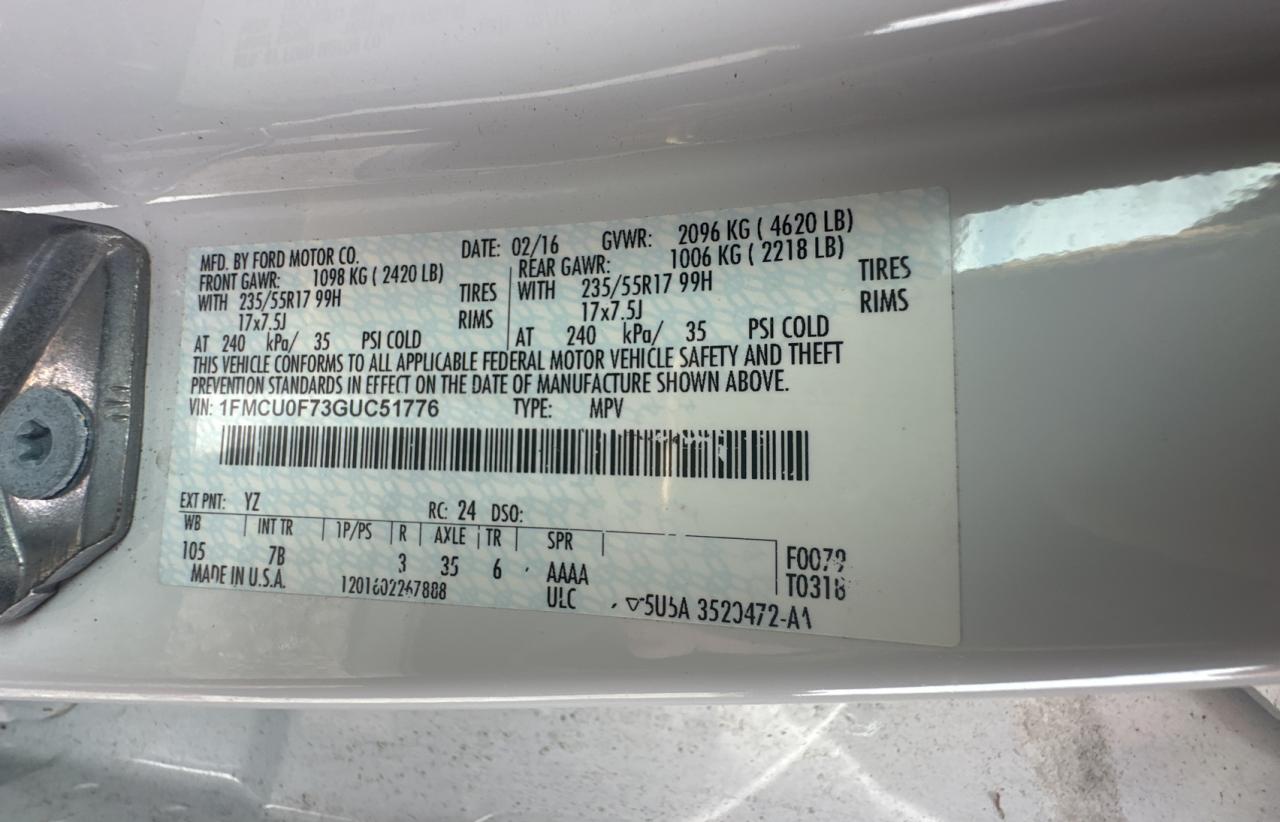 MFD. BY FORD MOTOR CO. DATE: 02/16 GVWR: 2096 KG ( 4620 LB)
FRONT GAWR: 1098 KG ( 2420 LB) REAR GAWR: 1006 KG ( 2218 LB)
WITH 235/55R17 99H TIRES WITH 235/55R17 99H TIRES
17x7.5J RIMS 17x7.5J RIMS
AT 240 kPa/ 35 PSI COLD AT 240 kPa/ 35 PSI COLD
THIS VEHICLE CONFORMS TO ALL APPLICABLE FEDERAL MOTOR VEHICLE SAFETY AND THEFT
PREVENTION STANDARDS IN EFFECT ON THE DATE OF MANUFACTURE SHOWN ABOVE.
VIN: 1FMCU0F73GUC51776 TYPE: MPV
EXT PNT: YZ RC: 24 DSO:
WB INT TR TP/PS R AXLE TR SPR
105 7B 3 35 6 AAAA F0079
MADE IN U.S.A. ULC T0318